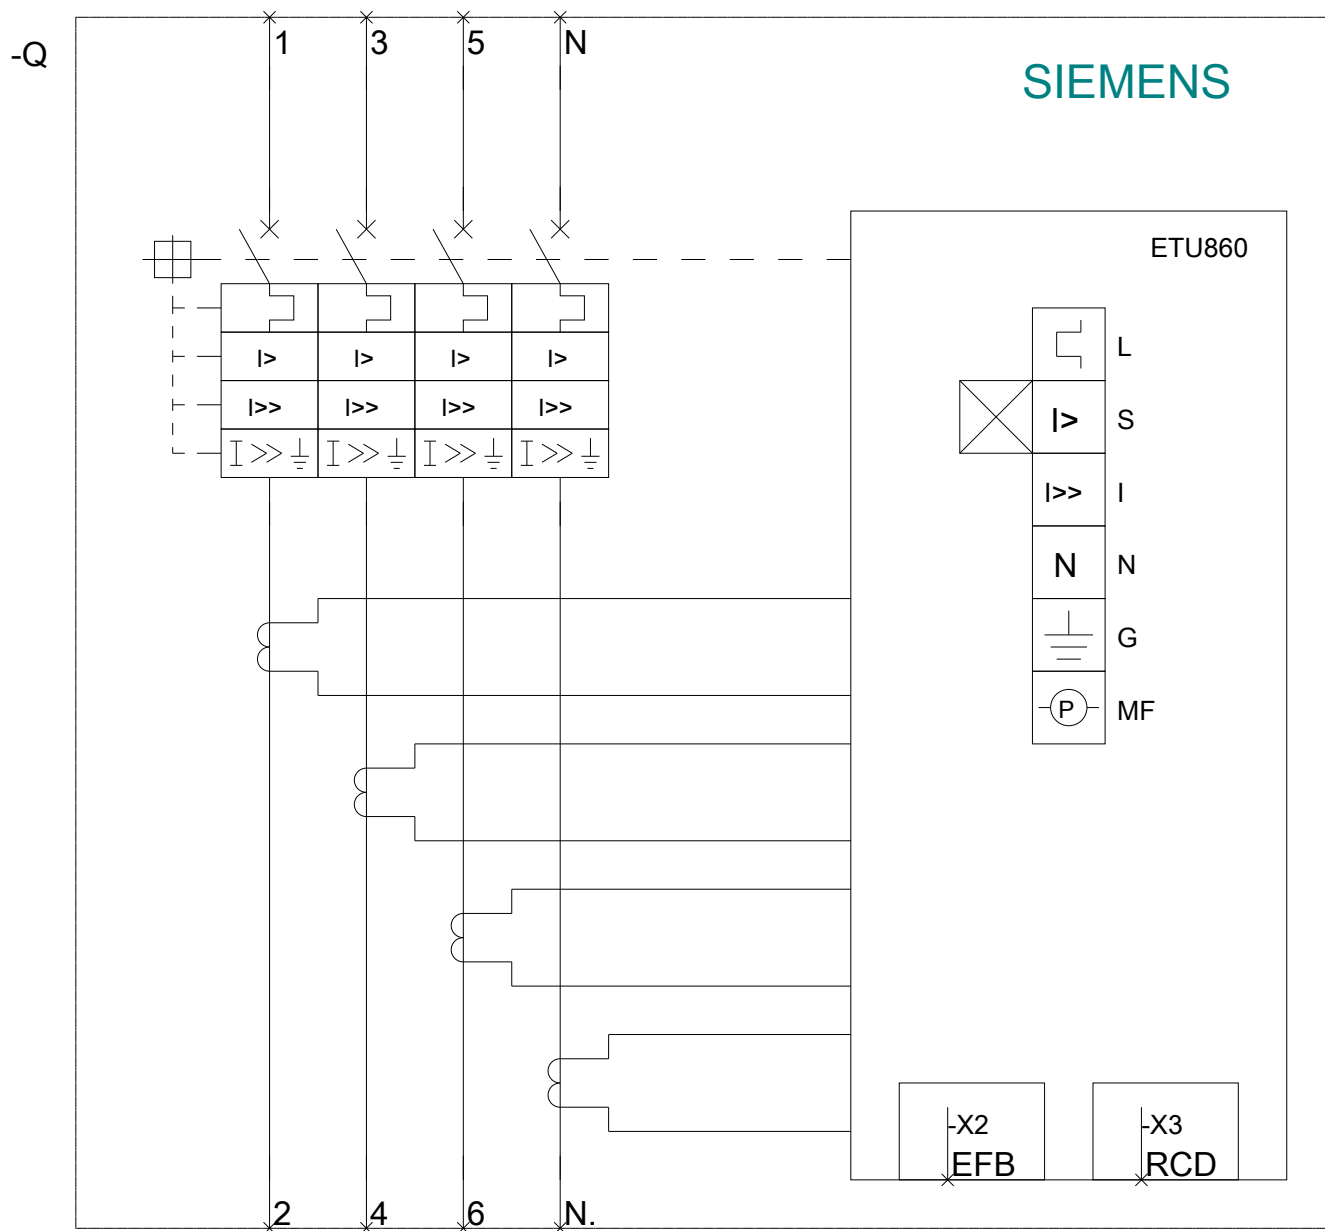 1 3 5 N
-Q
SIEMENS
ETU860
L
I> I> I> I>
I>> I>> I>> I>>
I> S
I >> I >> I >> I >>
I>> I
N N
G
P MF
-X2 -X3
EFB RCD
2 4 6 N.